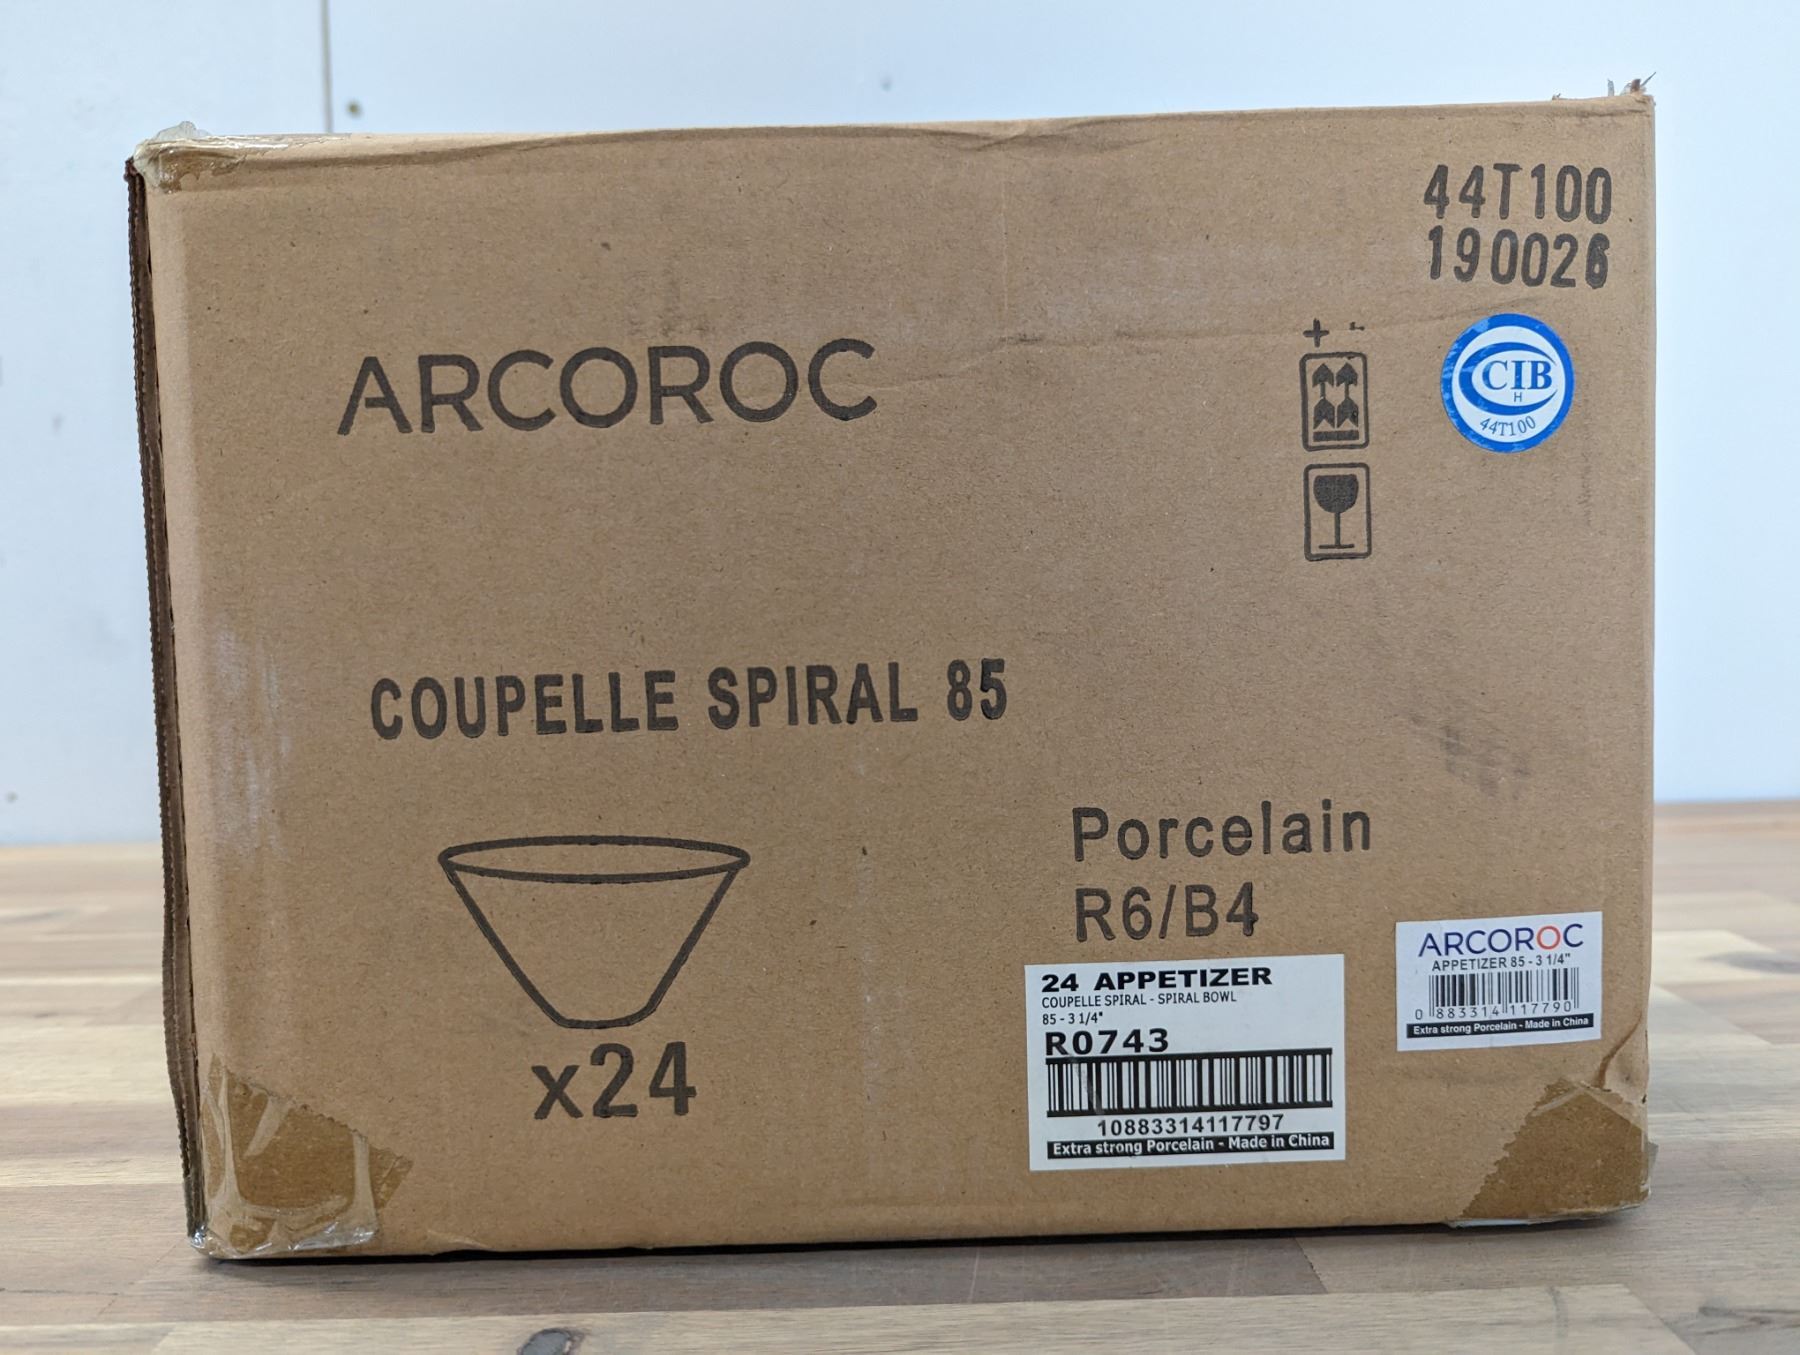 44T100
190026
ARCOROC
+ -
CIB
H
44T100
COUPELLE SPIRAL 85
Porcelain
R6/B4
x24
24 APPETIZER
COUPELLE SPIRAL - SPIRAL BOWL
85 - 3 1/4"
R0743
10883314117797
Extra strong Porcelain - Made in China
ARCOROC
APPETIZER 85 - 3 1/4"
0 883314 117790
Extra strong Porcelain - Made in China